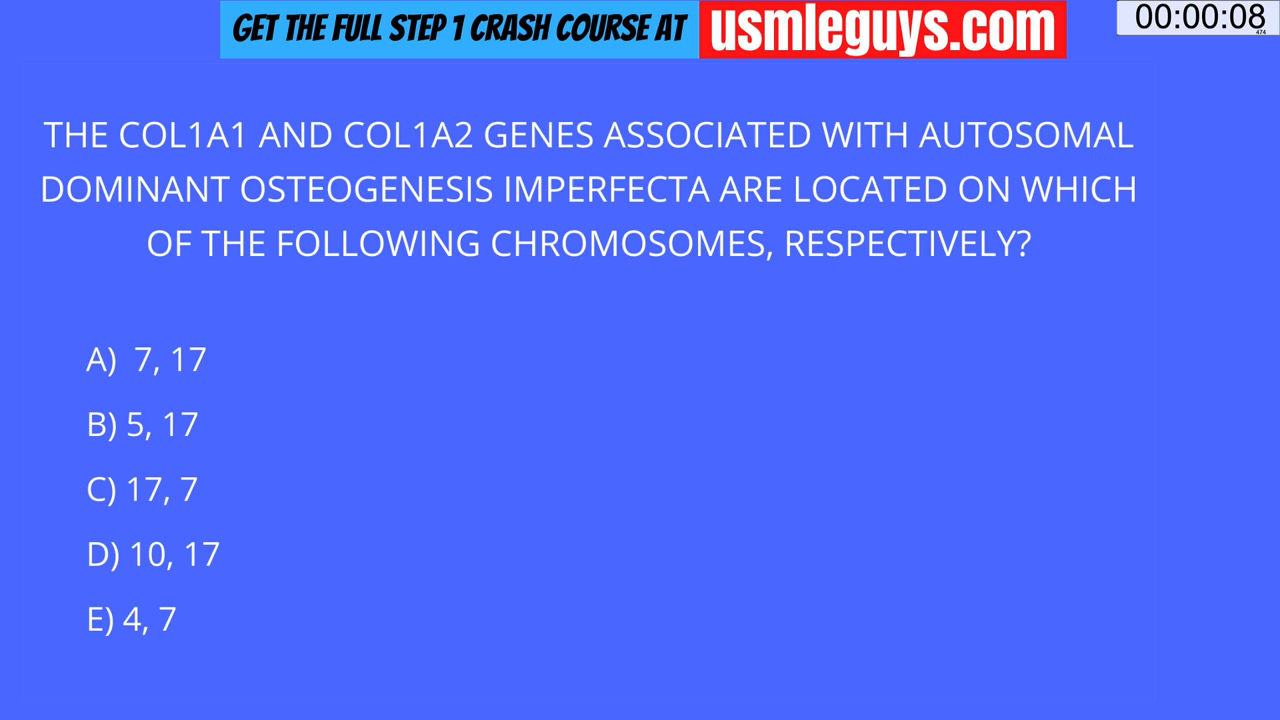 GET THE FULL STEP 1 CRASH COURSE AT usmleguys.com
00:00:08
474
THE COL1A1 AND COL1A2 GENES ASSOCIATED WITH AUTOSOMAL
DOMINANT OSTEOGENESIS IMPERFECTA ARE LOCATED ON WHICH
OF THE FOLLOWING CHROMOSOMES, RESPECTIVELY?
A) 7, 17
B) 5, 17
C) 17, 7
D) 10, 17
E) 4, 7